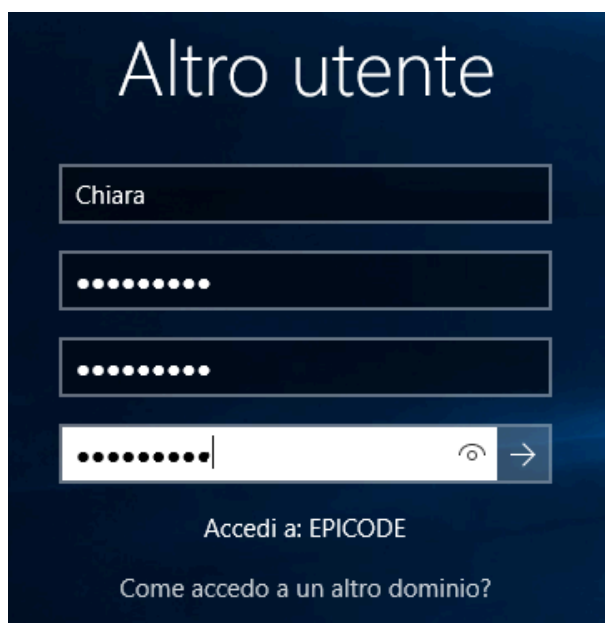 Altro utente
Chiara
●●●●●●●●●
●●●●●●●●●
●●●●●●●●●
Accedi a: EPICODE
Come accedo a un altro dominio?